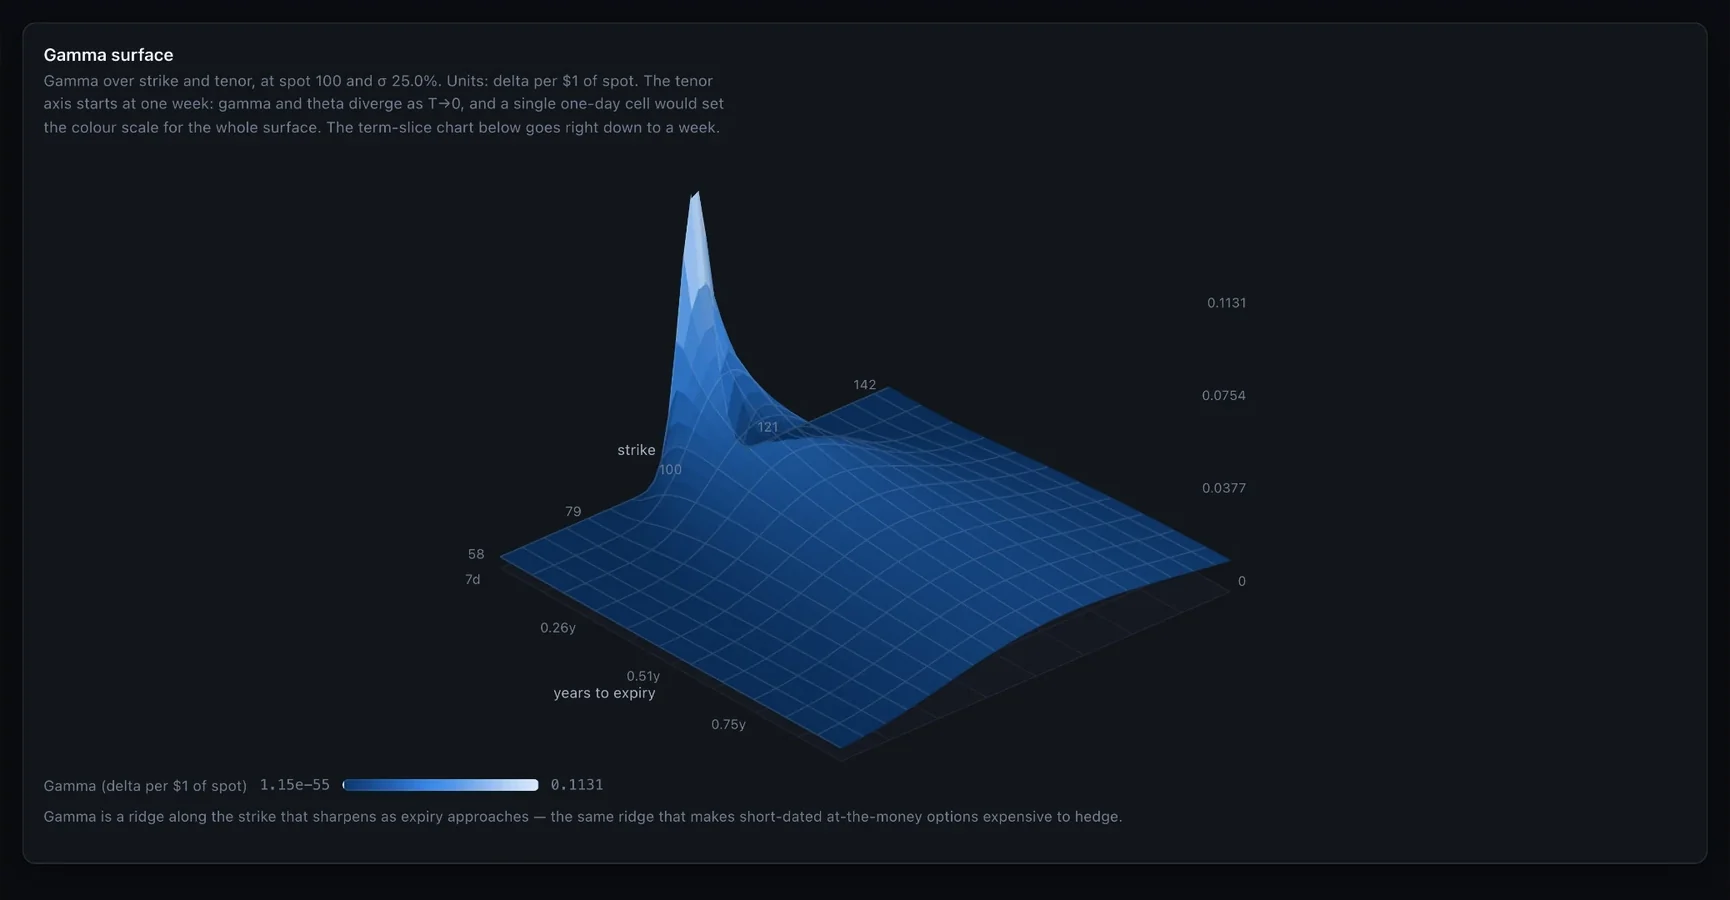 Gamma surface
Gamma over strike and tenor, at spot 100 and σ 25.0%. Units: delta per $1 of spot. The tenor
axis starts at one week: gamma and theta diverge as T→0, and a single one-day cell would set
the colour scale for the whole surface. The term-slice chart below goes right down to a week.
0.1131
142
0.0754
121
strike
100
0.0377
79
58
7d
0
0.26y
0.51y
years to expiry
0.75y
Gamma (delta per $1 of spot) 1.15e−55 0.1131
Gamma is a ridge along the strike that sharpens as expiry approaches — the same ridge that makes short-dated at-the-money options expensive to hedge.